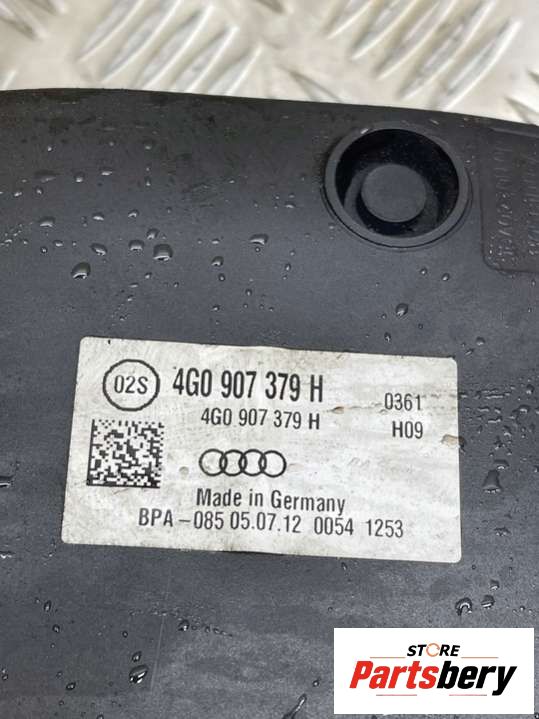 02S
4G0 907 379 H
0361
4G0 907 379 H
H09
Made in Germany
BPA-085 05.07.12 0054 1253
STORE
Partsbery